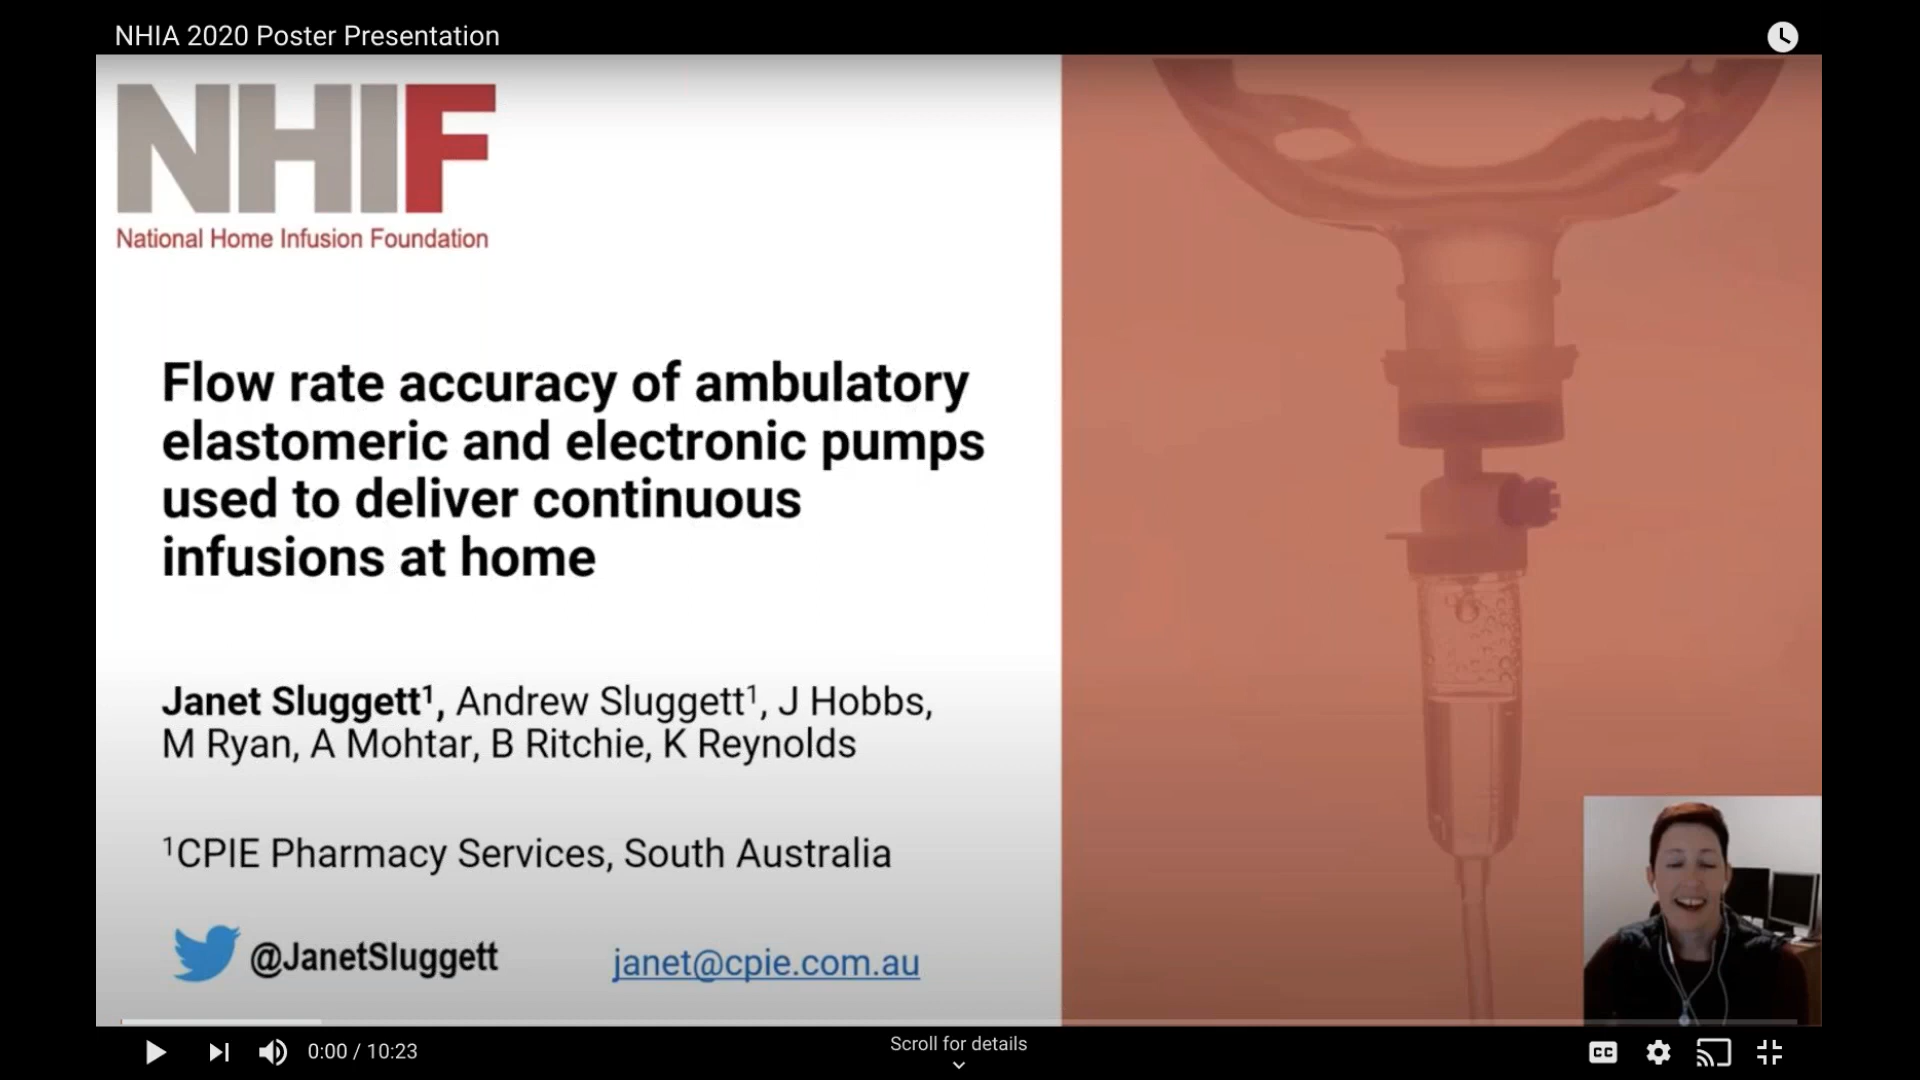 NHIA 2020 Poster Presentation
NHIF
National Home Infusion Foundation
Flow rate accuracy of ambulatory
elastomeric and electronic pumps
used to deliver continuous
infusions at home
Janet Sluggett¹, Andrew Sluggett¹, J Hobbs,
M Ryan, A Mohtar, B Ritchie, K Reynolds
¹CPIE Pharmacy Services, South Australia
@JanetSluggett janet@cpie.com.au
0:00 / 10:23
Scroll for details
CC